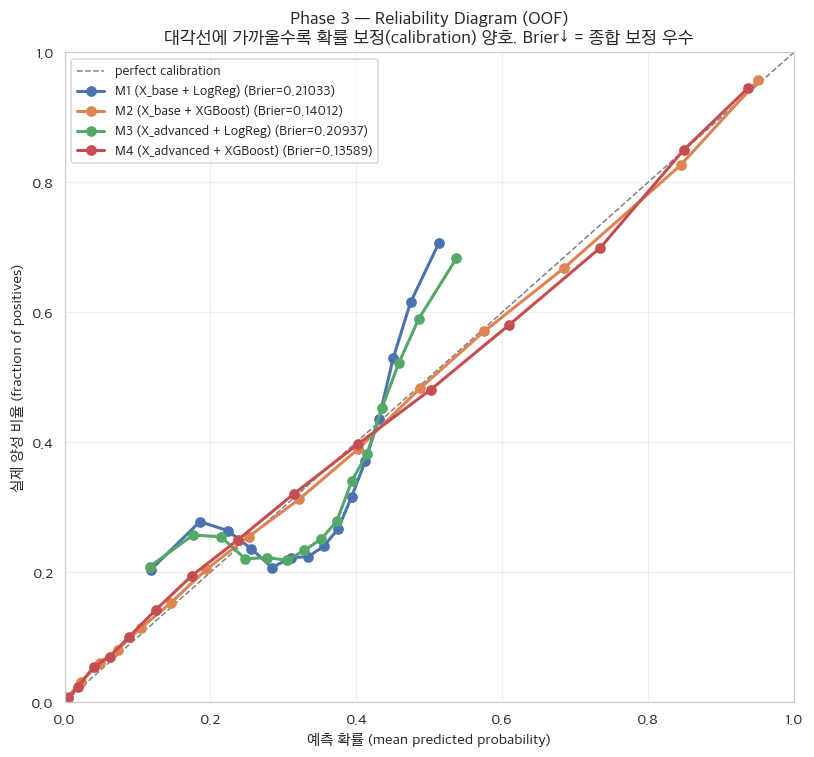 Phase 3 — Reliability Diagram (OOF)
대각선에 가까울수록 확률 보정(calibration) 양호. Brier↓ = 종합 보정 우수
perfect calibration
M1 (X_base + LogReg) (Brier=0.21033)
M2 (X_base + XGBoost) (Brier=0.14012)
M3 (X_advanced + LogReg) (Brier=0.20937)
M4 (X_advanced + XGBoost) (Brier=0.13589)
실제 양성 비율 (fraction of positives)
1.0
0.8
0.6
0.4
0.2
0.0
0.0 0.2 0.4 0.6 0.8 1.0
예측 확률 (mean predicted probability)